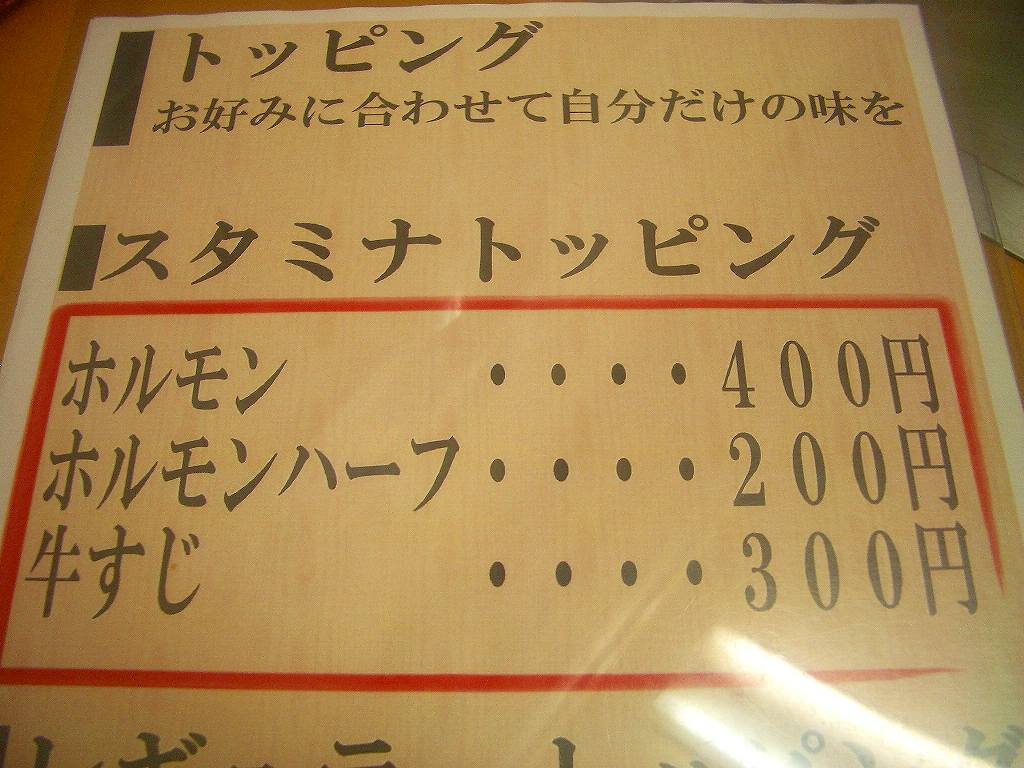 トッピング
お好みに合わせて自分だけの味を
スタミナトッピング
ホルモン ・・・・400円
ホルモンハーフ・・・・200円
牛すじ ・・・・300円